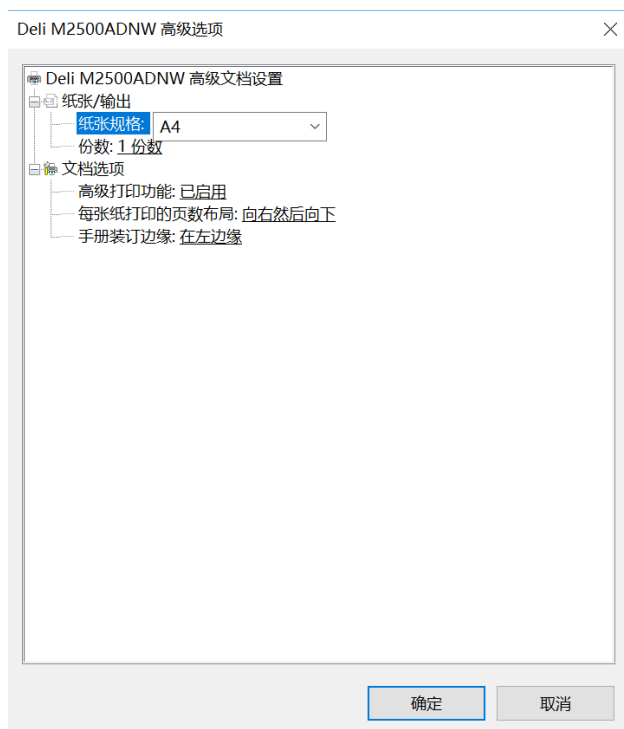 Deli M2500ADNW 高级选项
Deli M2500ADNW 高级文档设置
纸张/输出
纸张规格: A4
份数: 1 份数
文档选项
高级打印功能: 已启用
每张纸打印的页数布局: 向右然后向下
手册装订边缘: 在左边缘
确定 取消